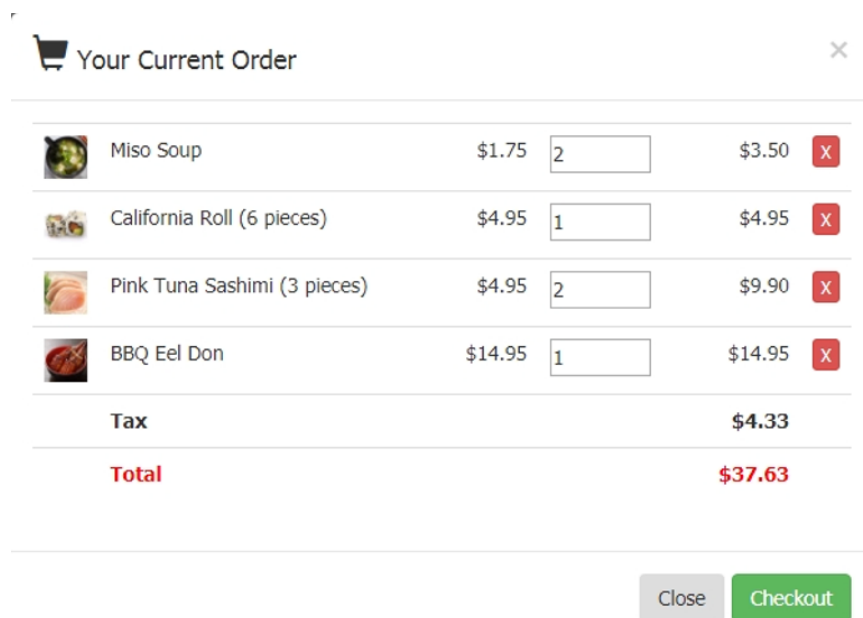 Your Current Order ×
Miso Soup $1.75 2 $3.50 X
California Roll (6 pieces) $4.95 1 $4.95 X
Pink Tuna Sashimi (3 pieces) $4.95 2 $9.90 X
BBQ Eel Don $14.95 1 $14.95 X
Tax $4.33
Total $37.63
Close Checkout